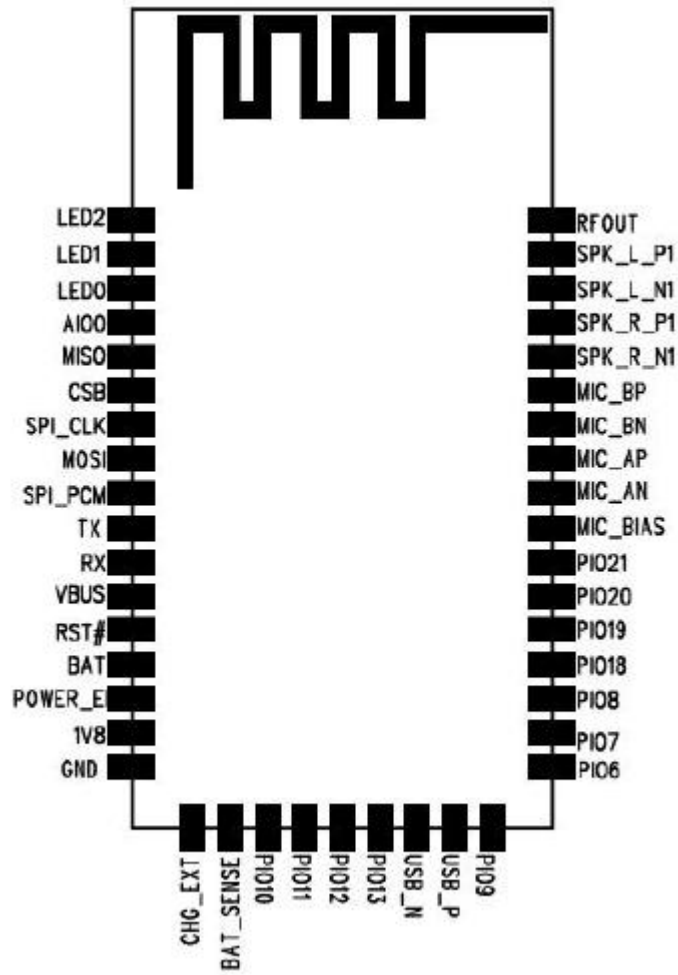 LED2
LED1
LED0
AIO0
MISO
CSB
SPI_CLK
MOSI
SPI_PCM
TX
RX
VBUS
RST#
BAT
POWER_E
1V8
GND
CHG_EXT
BAT_SENSE
PIO10
PIO11
PIO12
PIO13
USB_N
USB_P
PIO9
RFOUT
SPK_L_P1
SPK_L_N1
SPK_R_P1
SPK_R_N1
MIC_BP
MIC_BN
MIC_AP
MIC_AN
MIC_BIAS
PIO21
PIO20
PIO19
PIO18
PIO8
PIO7
PIO6